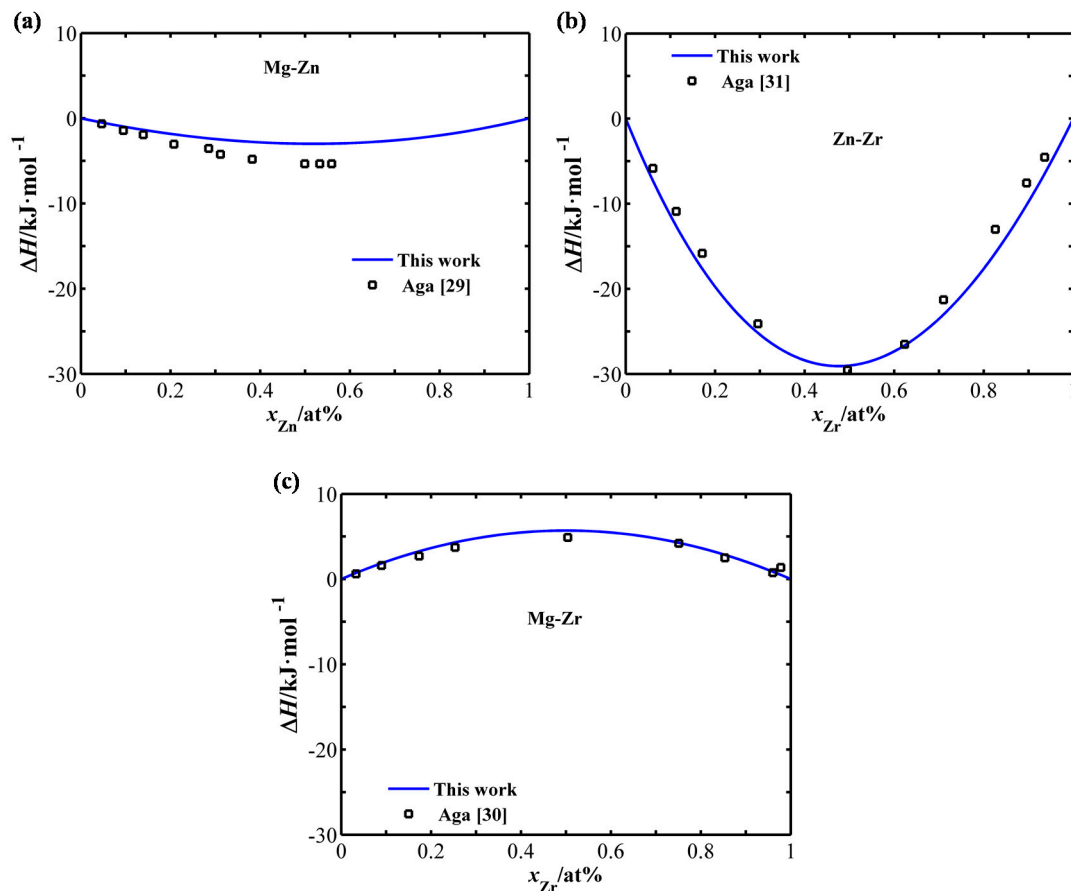 (a)
10
0
-10
-20
-30
ΔH/kJ·mol⁻¹
Mg-Zn
This work
Aga [29]
0 0.2 0.4 0.6 0.8 1
x_Zn/at%
(b)
10
0
-10
-20
-30
ΔH/kJ·mol⁻¹
This work
Aga [31]
Zn-Zr
0 0.2 0.4 0.6 0.8 1
x_Zr/at%
(c)
10
0
-10
-20
-30
ΔH/kJ·mol⁻¹
Mg-Zr
This work
Aga [30]
0 0.2 0.4 0.6 0.8 1
x_Zr/at%